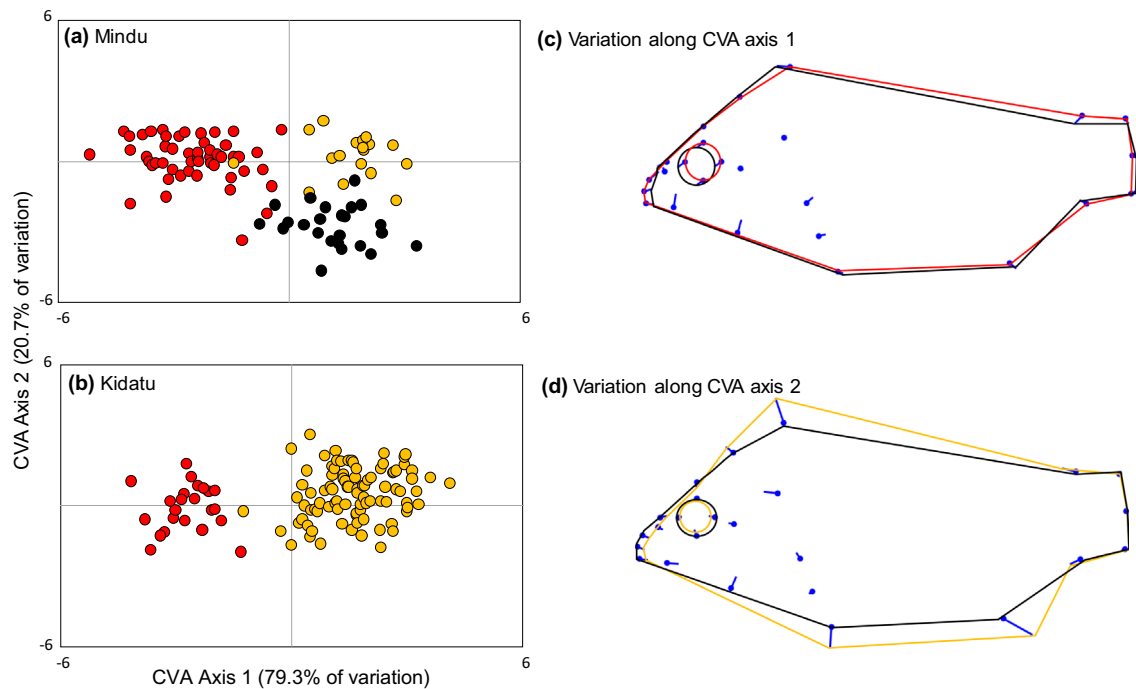 6
(a) Mindu
-6
-6
6
(c) Variation along CVA axis 1
6
(b) Kidatu
-6
-6
6
(d) Variation along CVA axis 2
CVA Axis 2 (20.7% of variation)
CVA Axis 1 (79.3% of variation)